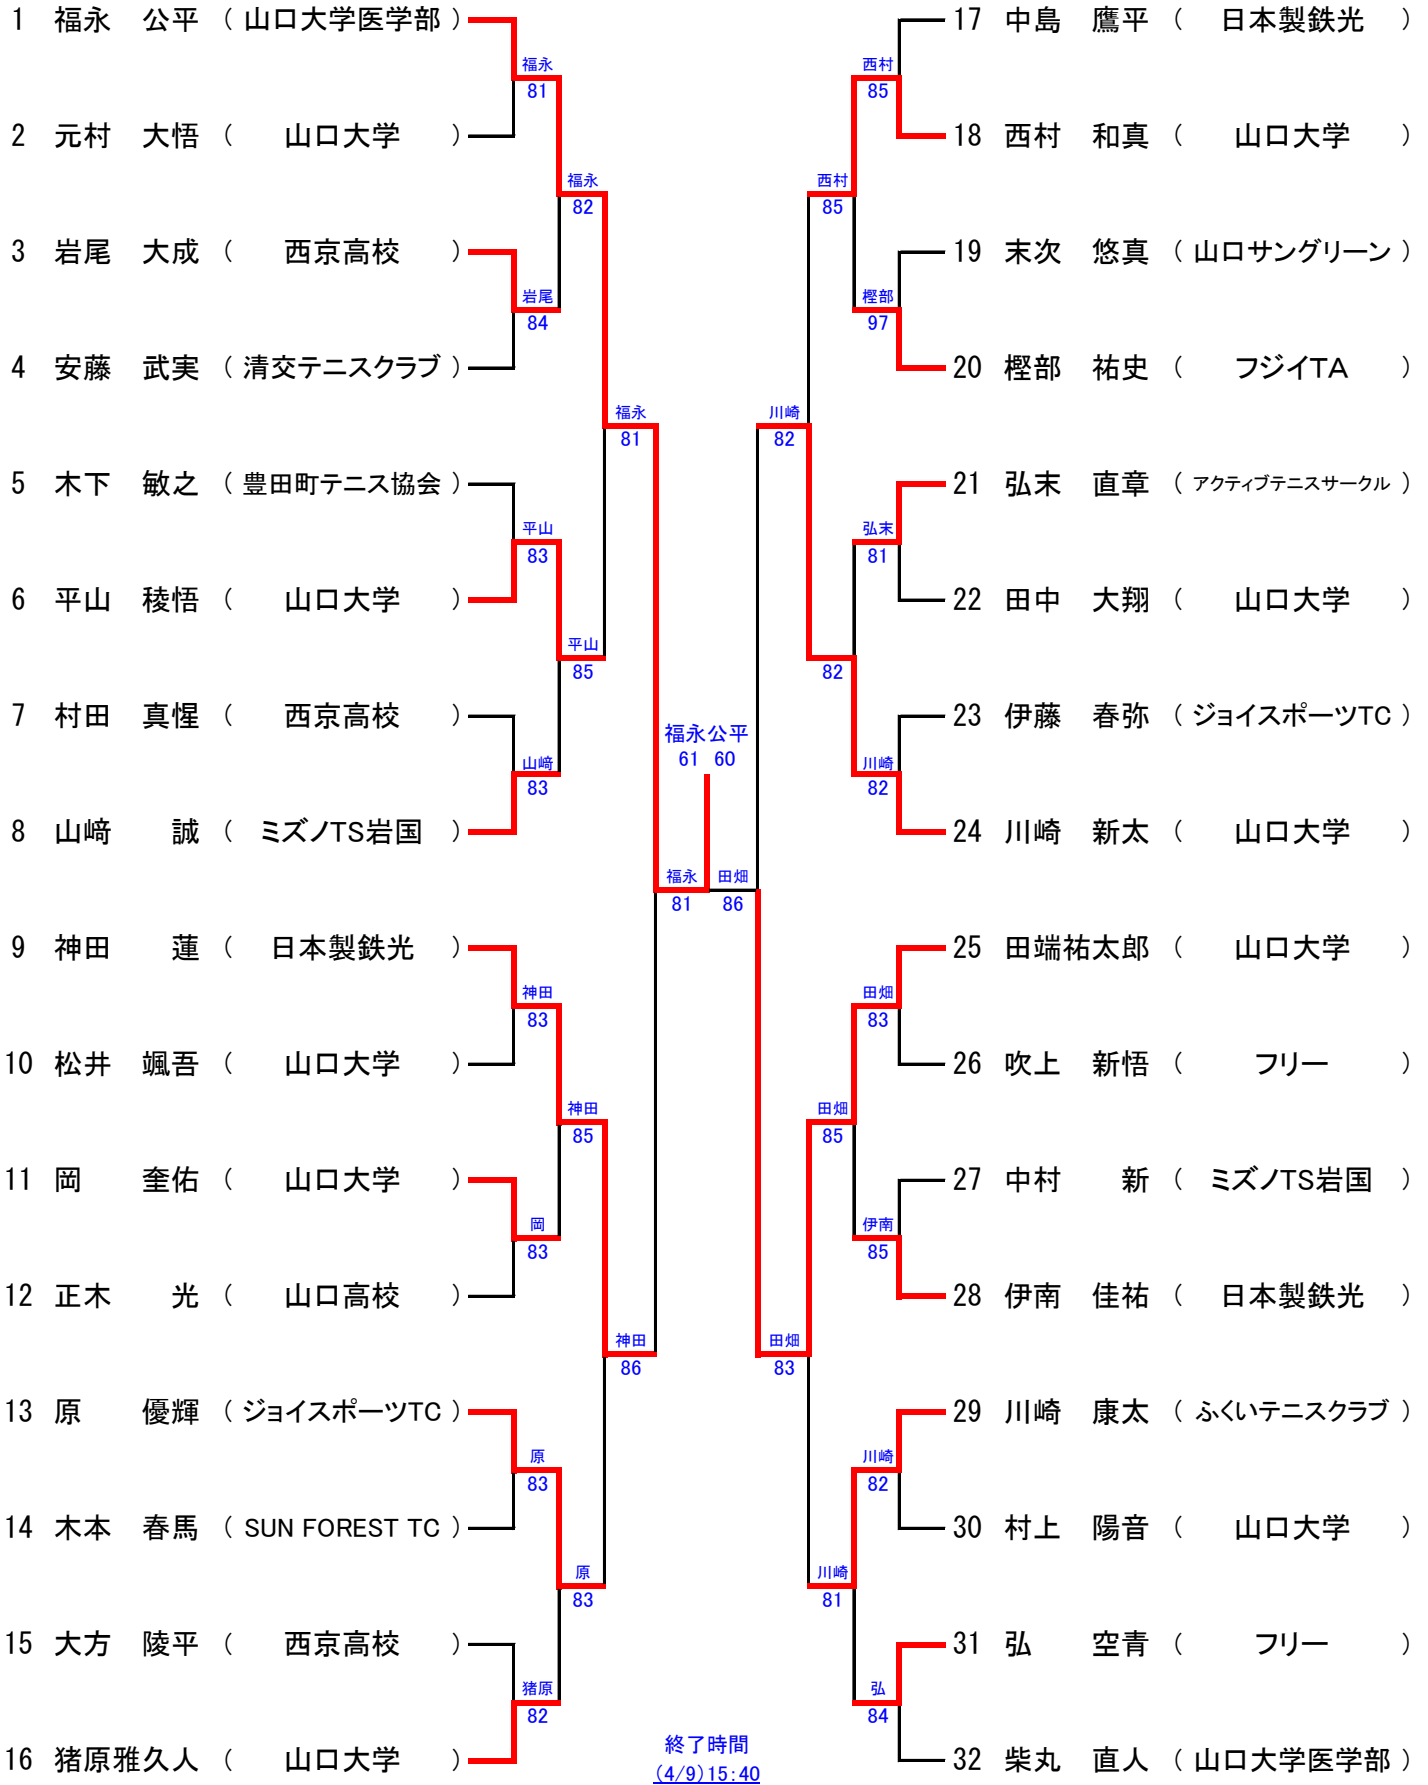 1 福永 公平 ( 山口大学医学部 )
福永
81
2 元村 大悟 ( 山口大学 )
福永
82
3 岩尾 大成 ( 西京高校 )
岩尾
84
4 安藤 武実 ( 清交テニスクラブ )
福永
81
5 木下 敏之 ( 豊田町テニス協会 )
平山
83
6 平山 稜悟 ( 山口大学 )
平山
85
7 村田 真惺 ( 西京高校 )
山﨑
83
8 山﨑 誠 ( ミズノTS岩国 )
福永公平
61 60
福永
81
田畑
86
9 神田 蓮 ( 日本製鉄光 )
神田
83
10 松井 颯吾 ( 山口大学 )
神田
85
11 岡 奎佑 ( 山口大学 )
岡
83
12 正木 光 ( 山口高校 )
神田
86
13 原 優輝 ( ジョイスポーツTC )
原
83
14 木本 春馬 ( SUN FOREST TC )
原
83
15 大方 陵平 ( 西京高校 )
猪原
82
16 猪原雅久人 ( 山口大学 )
17 中島 鷹平 ( 日本製鉄光 )
西村
85
18 西村 和真 ( 山口大学 )
西村
85
19 末次 悠真 ( 山口サングリーン )
樫部
97
20 樫部 祐史 ( フジイTA )
川崎
82
21 弘末 直章 ( アクティブテニスサークル )
弘末
81
22 田中 大翔 ( 山口大学 )
82
23 伊藤 春弥 ( ジョイスポーツTC )
川崎
82
24 川崎 新太 ( 山口大学 )
25 田端祐太郎 ( 山口大学 )
田畑
83
26 吹上 新悟 ( フリー )
田畑
85
27 中村 新 ( ミズノTS岩国 )
伊南
85
28 伊南 佳祐 ( 日本製鉄光 )
田畑
83
29 川崎 康太 ( ふくいテニスクラブ )
川崎
82
30 村上 陽音 ( 山口大学 )
川崎
81
31 弘 空青 ( フリー )
弘
84
32 柴丸 直人 ( 山口大学医学部 )
終了時間
(4/9)15:40